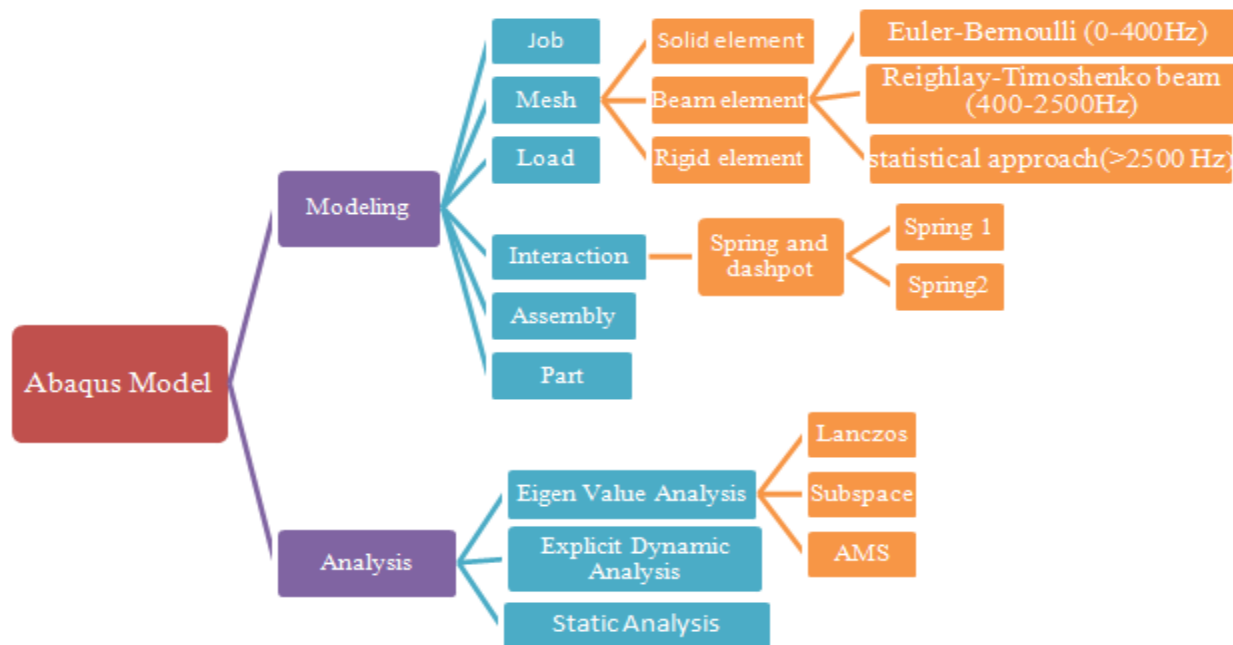 Abaqus Model
Modeling
Job
Mesh
Load
Interaction
Assembly
Part
Solid element
Beam element
Rigid element
Euler-Bernoulli (0-400Hz)
Reighlay-Timoshenko beam
(400-2500Hz)
statistical approach(>2500 Hz)
Spring and
dashpot
Spring 1
Spring2
Analysis
Eigen Value Analysis
Explicit Dynamic
Analysis
Static Analysis
Lanczos
Subspace
AMS